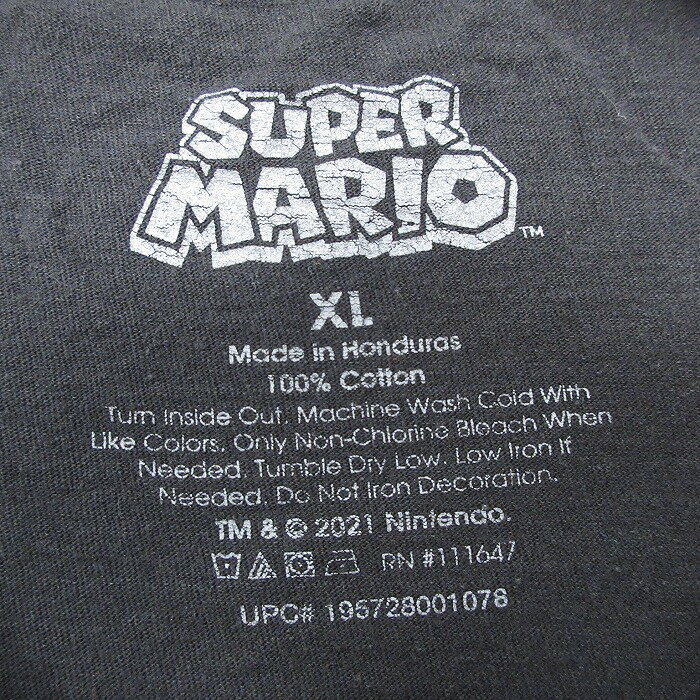 SUPER
MARIO™
XL
Made in Honduras
100% Cotton
Turn Inside Out. Machine Wash Cold With
Like Colors. Only Non-Chlorine Bleach When
Needed. Tumble Dry Low. Low Iron If
Needed. Do Not Iron Decoration.
TM & © 2021 Nintendo.
RN #111647
UPC# 195728001078